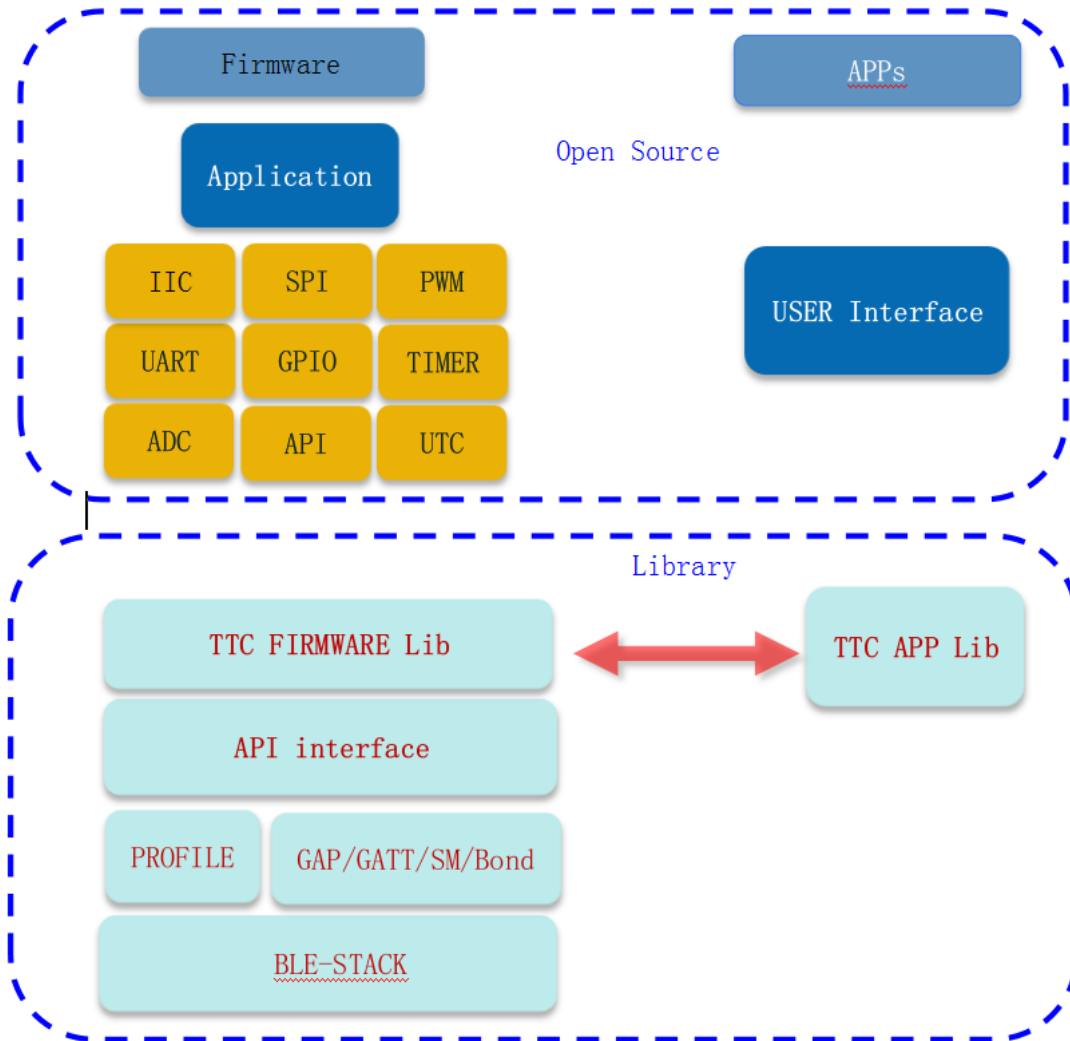 Firmware
APPs
Open Source
Application
IIC
SPI
PWM
USER Interface
UART
GPIO
TIMER
ADC
API
UTC
Library
TTC FIRMWARE Lib
TTC APP Lib
API interface
PROFILE
GAP/GATT/SM/Bond
BLE-STACK